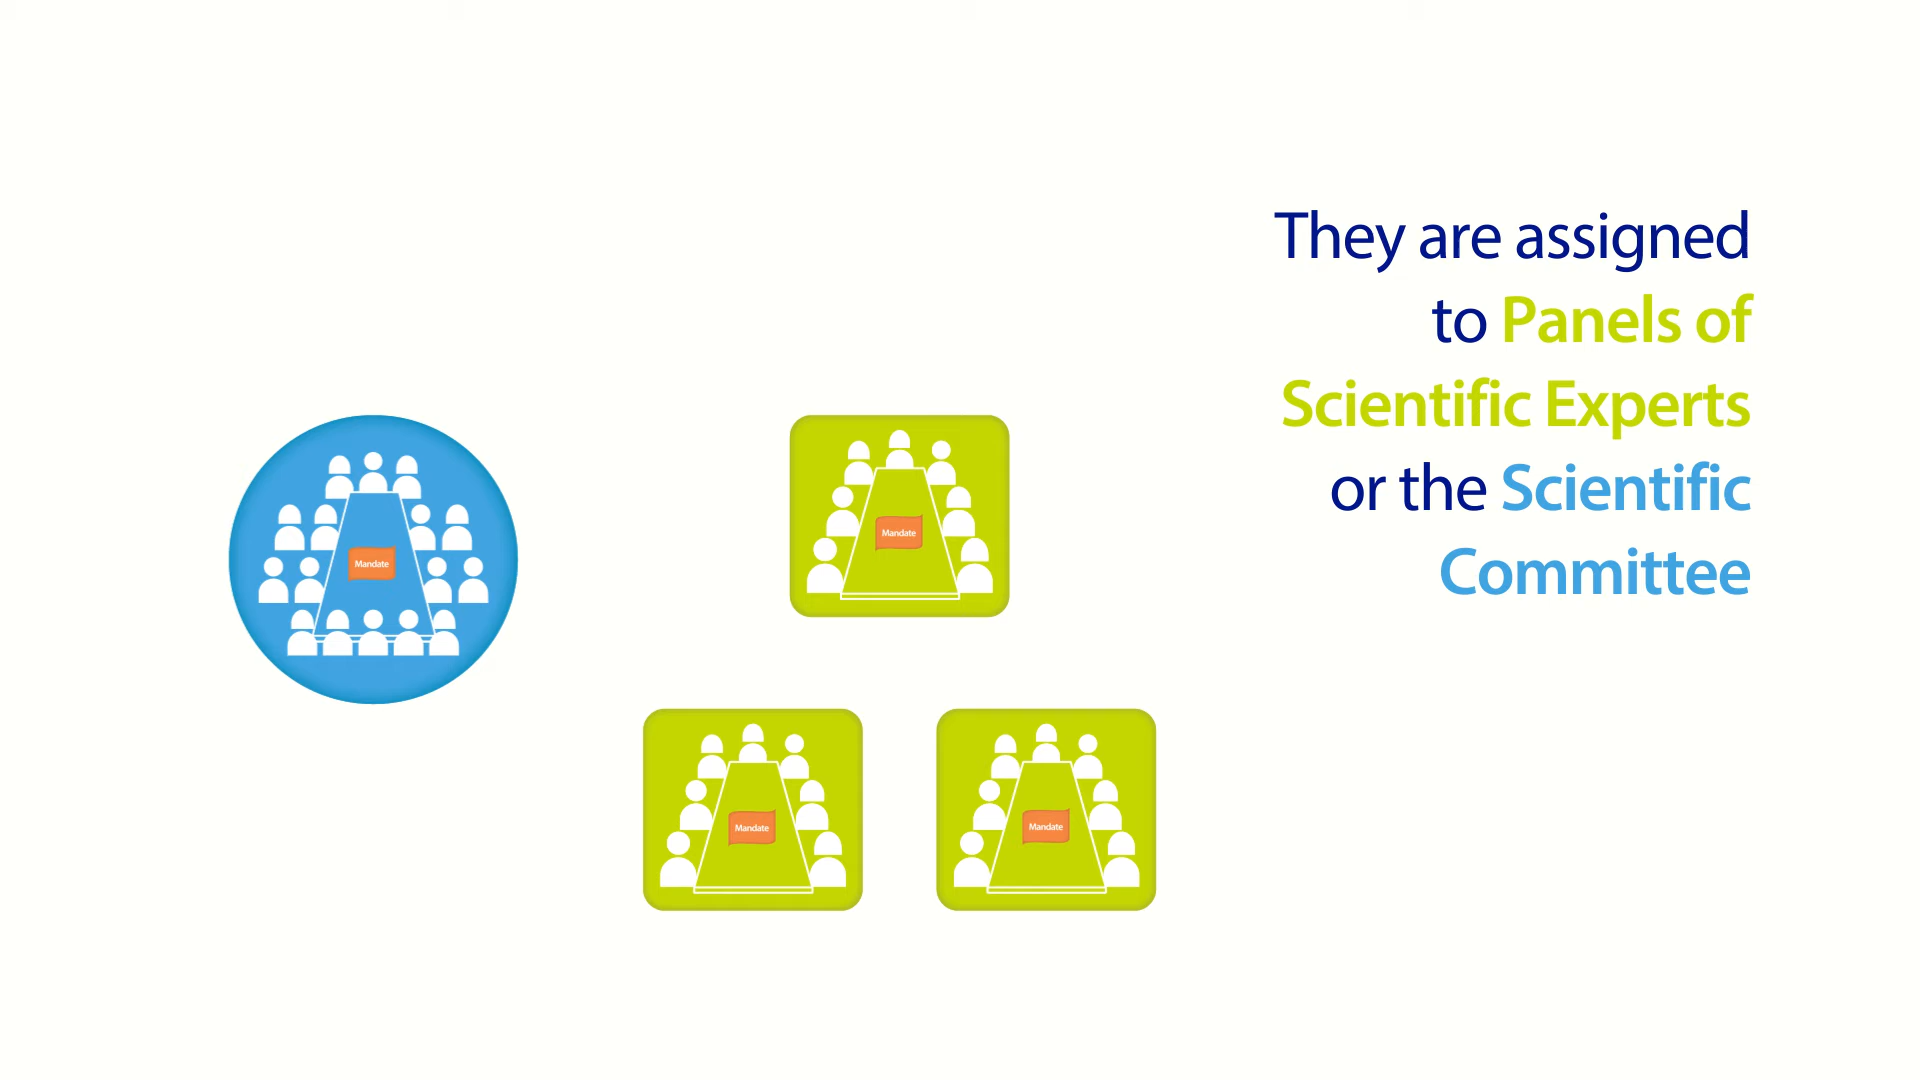 They are assigned
to Panels of
Scientific Experts
or the Scientific
Committee
Mandate
Mandate
Mandate
Mandate